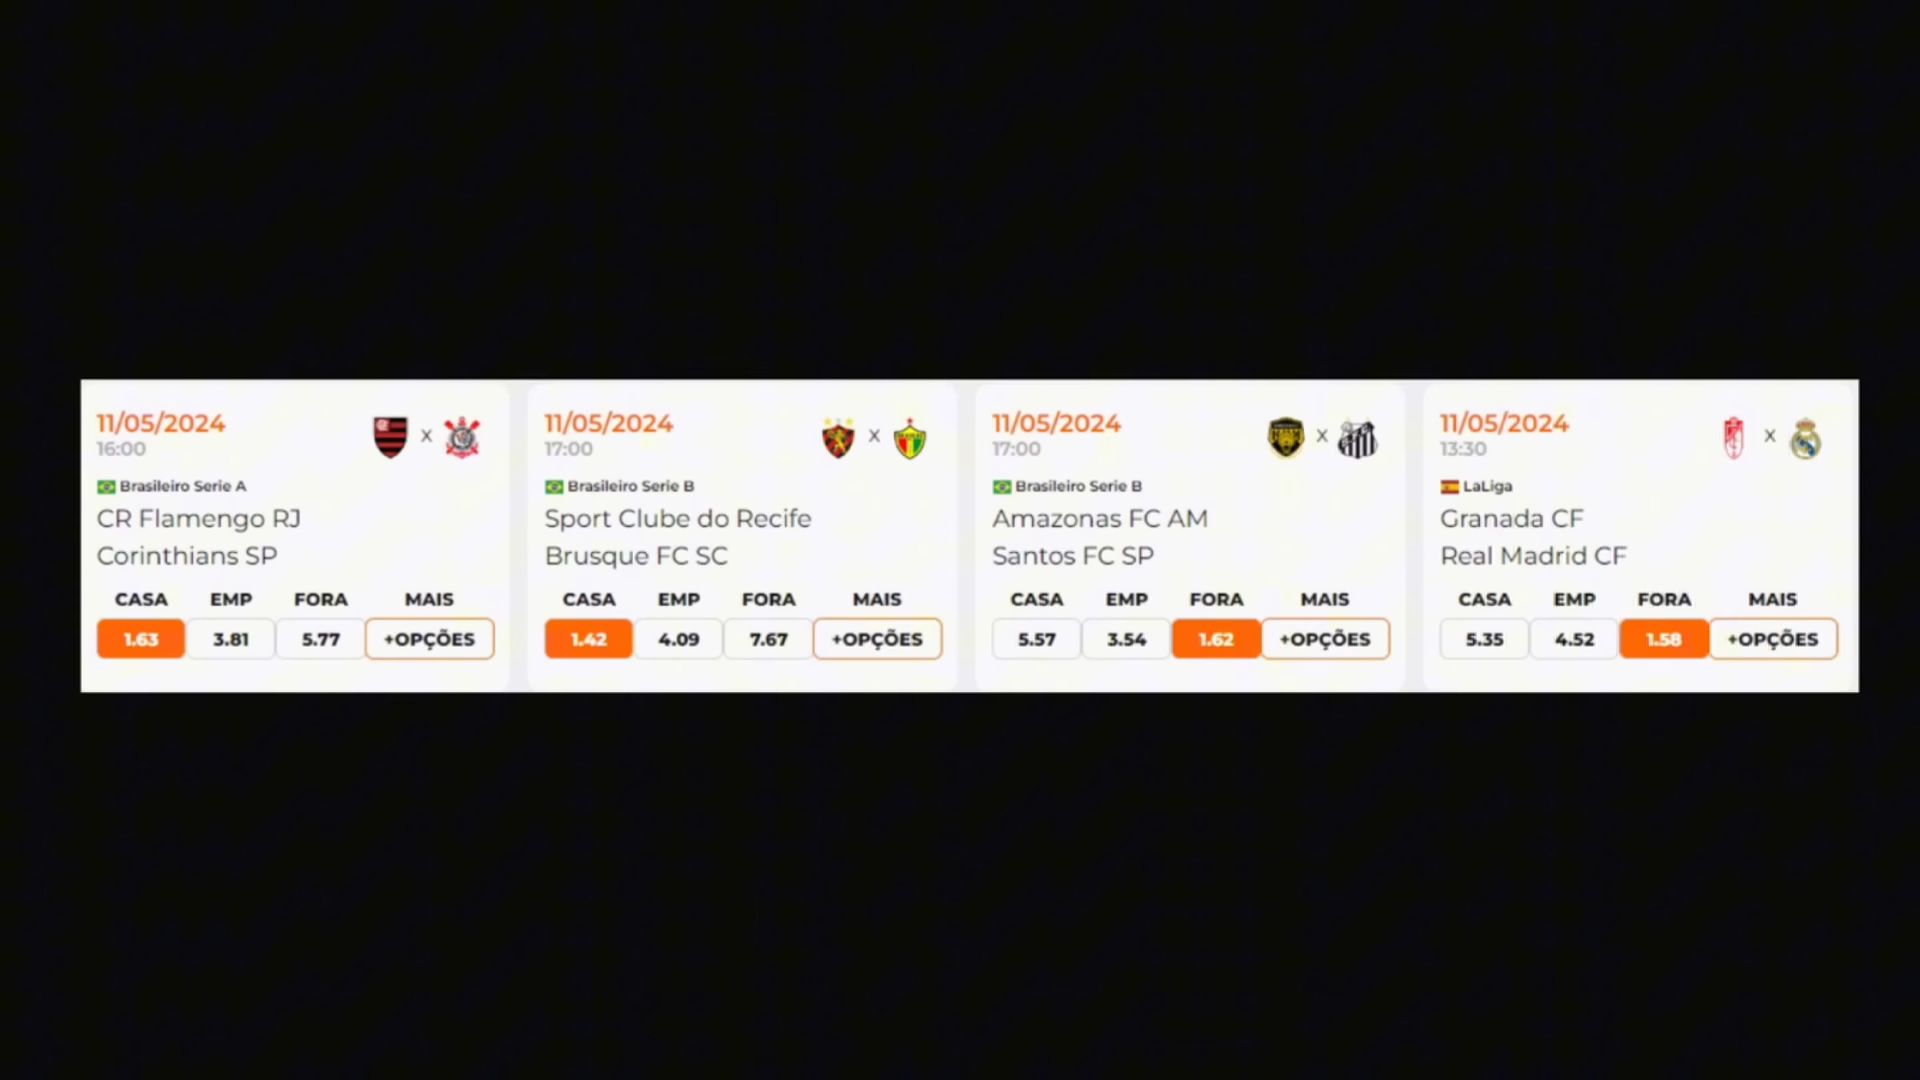 11/05/2024
16:00
X
Brasileiro Serie A
CR Flamengo RJ
Corinthians SP
CASA EMP FORA MAIS
1.63 3.81 5.77 +OPÇÕES
11/05/2024
17:00
X
Brasileiro Serie B
Sport Clube do Recife
Brusque FC SC
CASA EMP FORA MAIS
1.42 4.09 7.67 +OPÇÕES
11/05/2024
17:00
X
Brasileiro Serie B
Amazonas FC AM
Santos FC SP
CASA EMP FORA MAIS
5.57 3.54 1.62 +OPÇÕES
11/05/2024
13:30
X
LaLiga
Granada CF
Real Madrid CF
CASA EMP FORA MAIS
5.35 4.52 1.58 +OPÇÕES